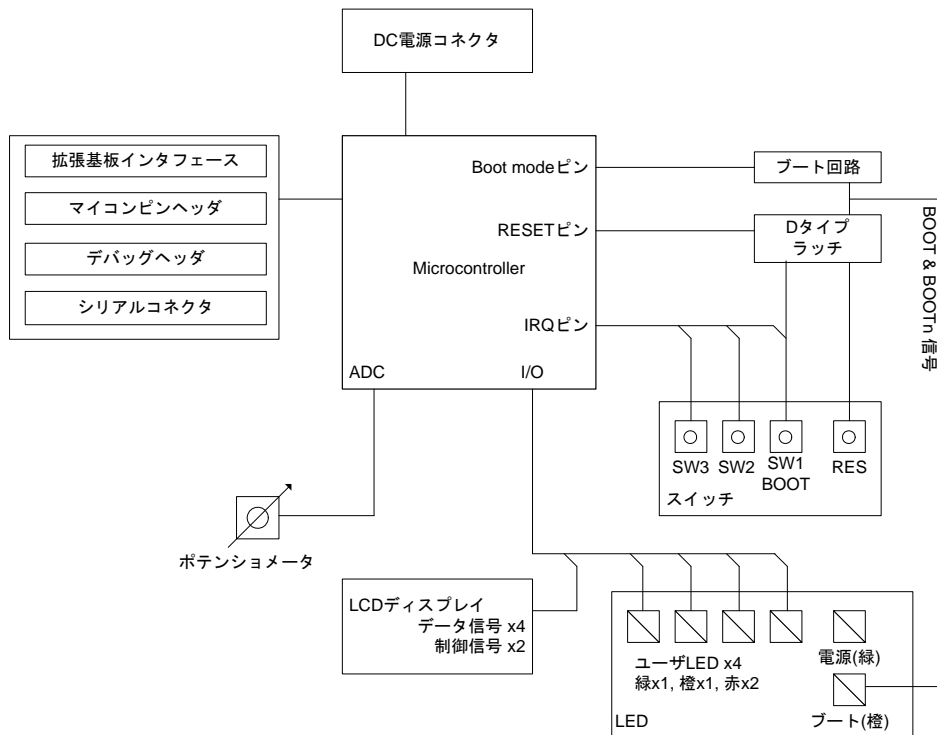 DC電源コネクタ
拡張基板インタフェース
マイコンピンヘッダ
デバッグヘッダ
シリアルコネクタ
Boot modeピン
RESETピン
Microcontroller
IRQピン
ADC
I/O
ブート回路
Dタイプ
ラッチ
BOOT & BOOTn 信号
SW3
SW2
SW1
BOOT
RES
スイッチ
ポテンショメータ
LCDディスプレイ
データ信号 x4
制御信号 x2
ユーザLED x4
緑x1, 橙x1, 赤x2
電源(緑)
ブート(橙)
LED